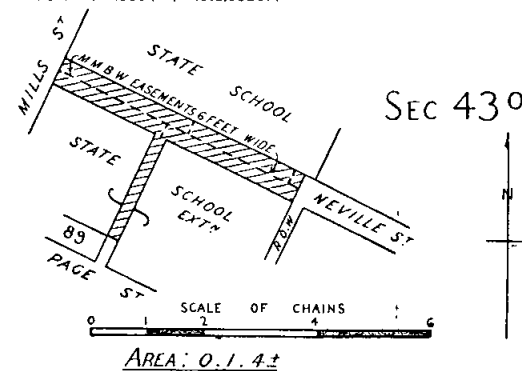 MILLS ST
STATE SCHOOL
M M B W EASEMENTS 6 FEET WIDE
SEC 43º
STATE SCHOOL EXTN
N
R.O.W
NEVILLE ST
89
PAGE ST
SCALE OF CHAINS
0 1 2 4 6
AREA: 0.1.4±